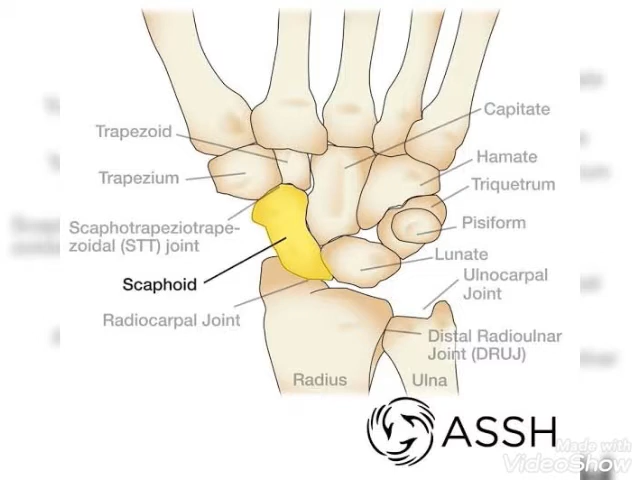 Capitate
Trapezoid
Hamate
Trapezium
Triquetrum
Pisiform
Scaphotrapeziotrape-
zoidal (STT) joint
Lunate
Scaphoid
Ulnocarpal
Joint
Radiocarpal Joint
Distal Radioulnar
Joint (DRUJ)
Radius
Ulna
ASSH
Made with
VideoShow